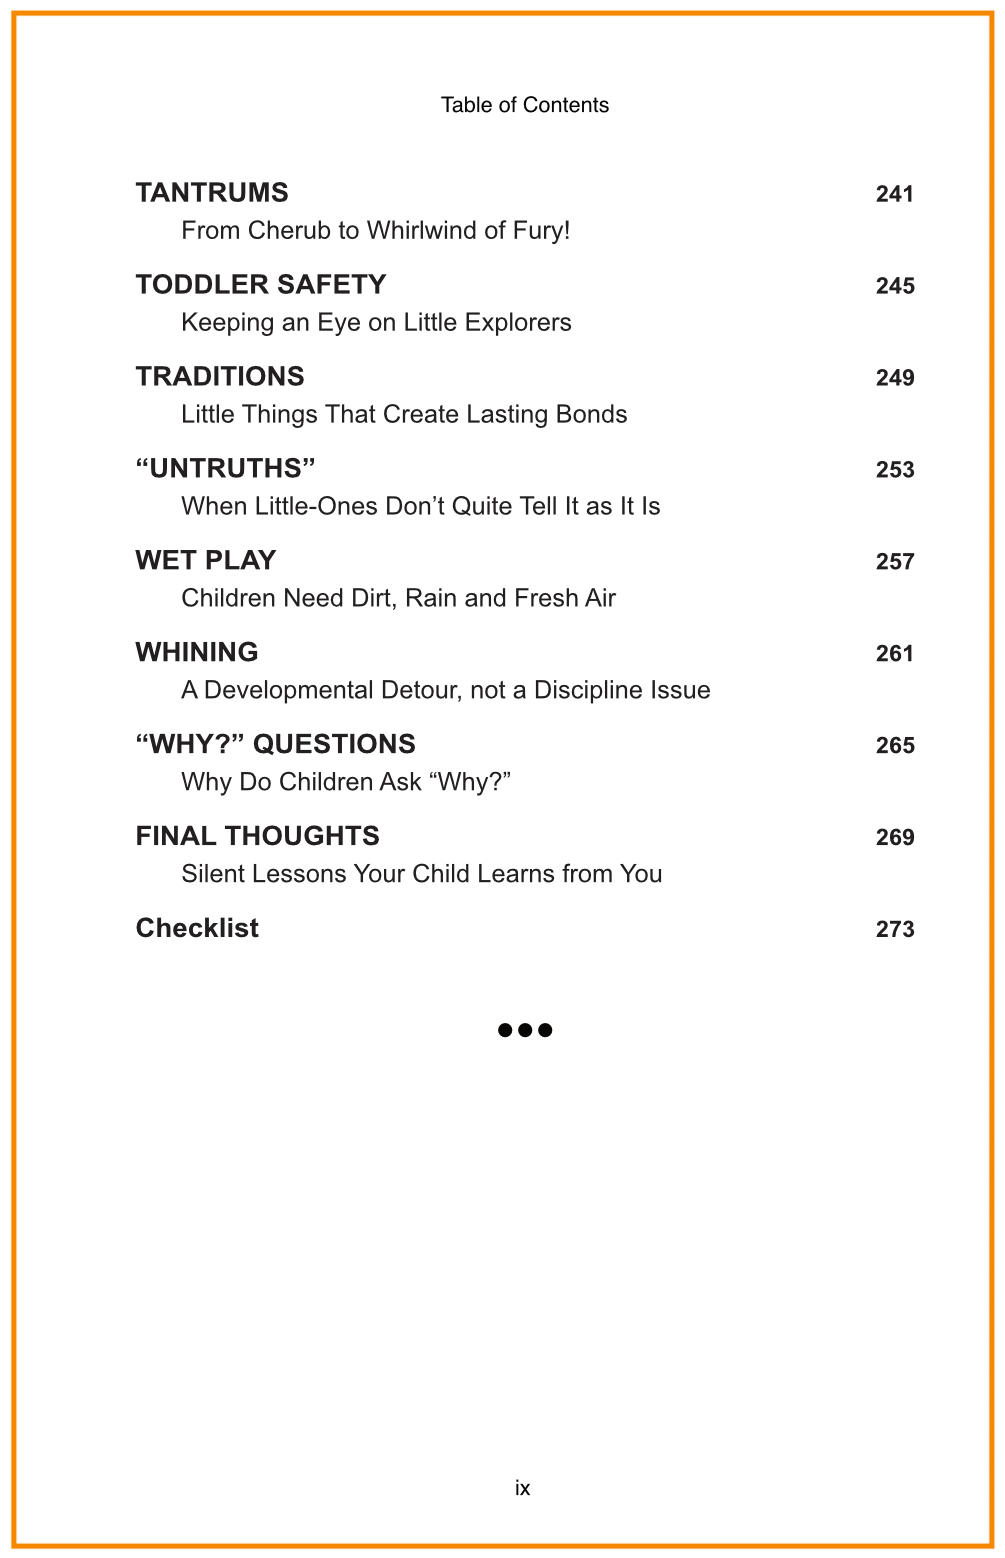 Table of Contents
TANTRUMS 241
From Cherub to Whirlwind of Fury!
TODDLER SAFETY 245
Keeping an Eye on Little Explorers
TRADITIONS 249
Little Things That Create Lasting Bonds
“UNTRUTHS” 253
When Little-Ones Don’t Quite Tell It as It Is
WET PLAY 257
Children Need Dirt, Rain and Fresh Air
WHINING 261
A Developmental Detour, not a Discipline Issue
“WHY?” QUESTIONS 265
Why Do Children Ask “Why?”
FINAL THOUGHTS 269
Silent Lessons Your Child Learns from You
Checklist 273
●●●
ix